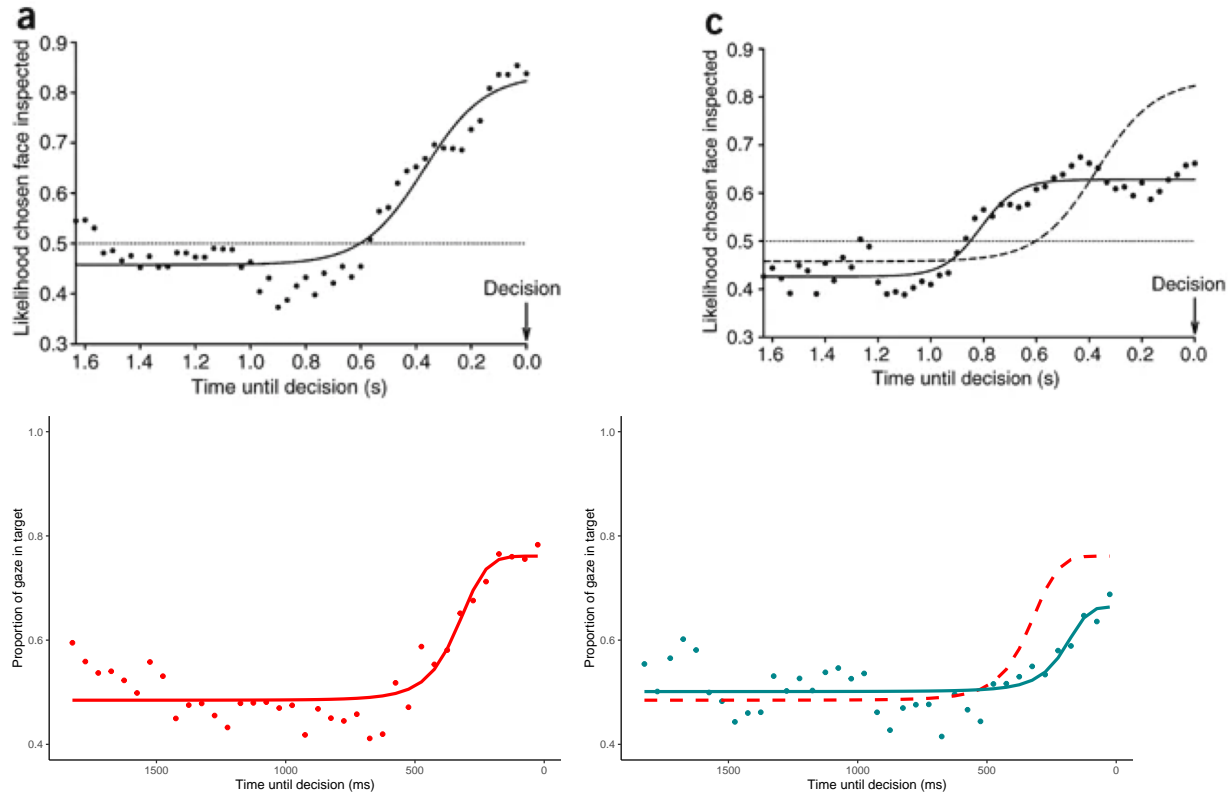 a
Likelihood chosen face inspected
0.9
0.8
0.7
0.6
0.5
0.4
0.3
Decision
1.6 1.4 1.2 1.0 0.8 0.6 0.4 0.2 0.0
Time until decision (s)
c
Likelihood chosen face inspected
0.9
0.8
0.7
0.6
0.5
0.4
0.3
Decision
1.6 1.4 1.2 1.0 0.8 0.6 0.4 0.2 0.0
Time until decision (s)
Proportion of gaze in target
1.0
0.8
0.6
0.4
1500 1000 500 0
Time until decision (ms)
Proportion of gaze in target
1.0
0.8
0.6
0.4
1500 1000 500 0
Time until decision (ms)